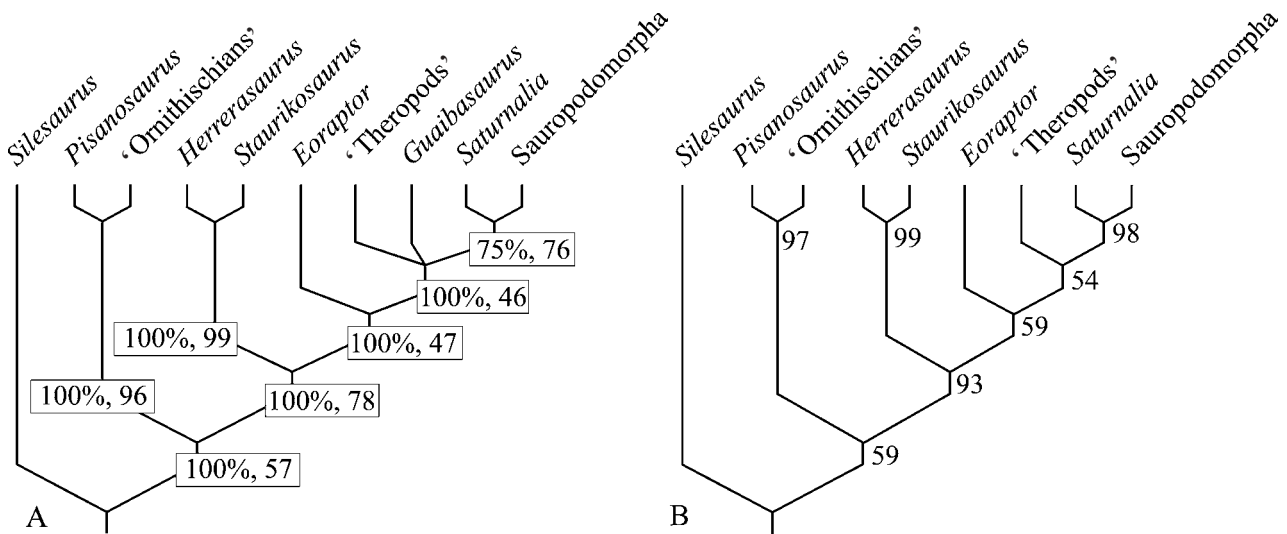 Silesaurus
Pisanosaurus
‘Ornithischians’
Herrerasaurus
Staurikosaurus
Eoraptor
‘Theropods’
Guaibasaurus
Saturnalia
Sauropodomorpha
75%, 76
100%, 46
100%, 99
100%, 47
100%, 96
100%, 78
100%, 57
A
Silesaurus
Pisanosaurus
‘Ornithischians’
Herrerasaurus
Staurikosaurus
Eoraptor
‘Theropods’
Saturnalia
Sauropodomorpha
97
99
98
54
59
93
59
B